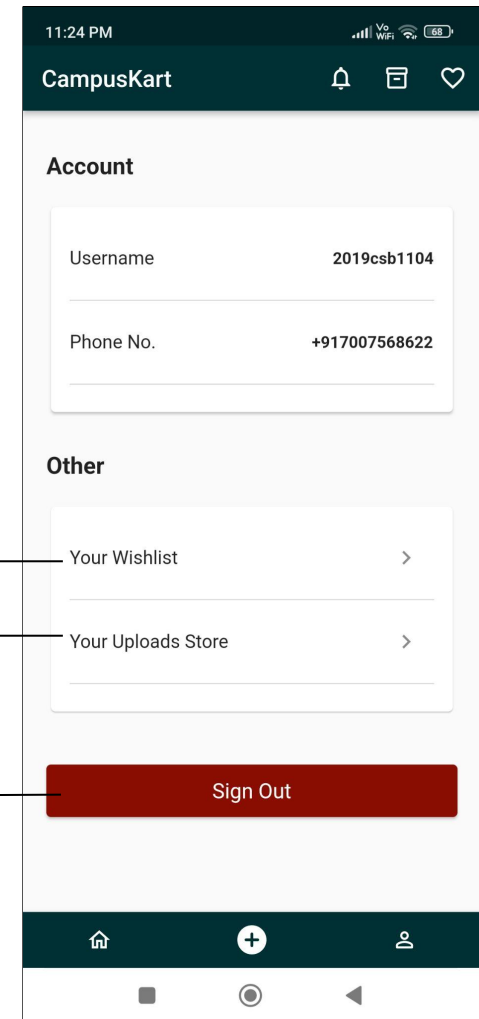 11:24 PM Vo WiFi 68
CampusKart
Account
Username 2019csb1104
Phone No. +917007568622
Other
Your Wishlist
Your Uploads Store
Sign Out